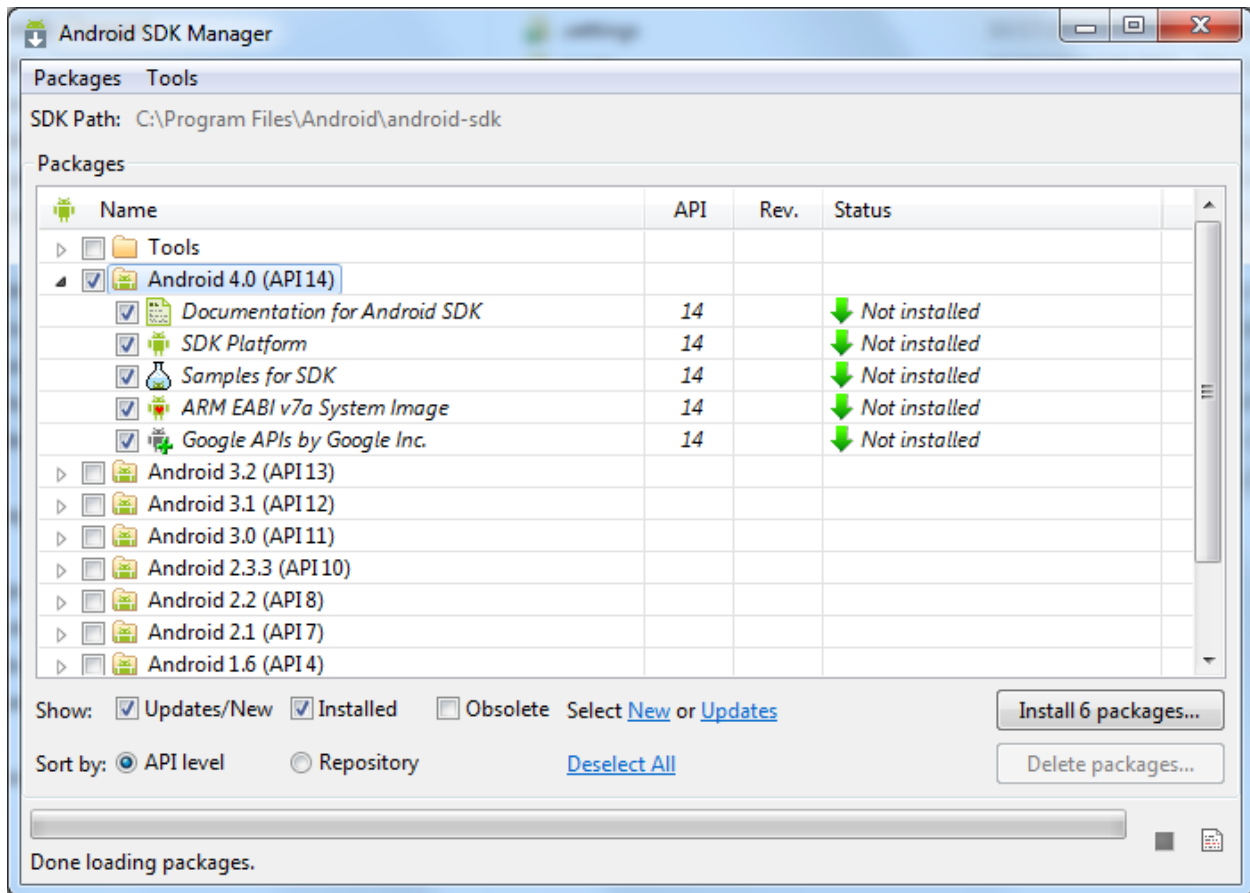 Android SDK Manager
Packages Tools
SDK Path: C:\Program Files\Android\android-sdk
Packages
Name API Rev. Status
Tools
Android 4.0 (API 14)
Documentation for Android SDK 14 Not installed
SDK Platform 14 Not installed
Samples for SDK 14 Not installed
ARM EABI v7a System Image 14 Not installed
Google APIs by Google Inc. 14 Not installed
Android 3.2 (API 13)
Android 3.1 (API 12)
Android 3.0 (API 11)
Android 2.3.3 (API 10)
Android 2.2 (API 8)
Android 2.1 (API 7)
Android 1.6 (API 4)
Show: Updates/New Installed Obsolete Select New or Updates Install 6 packages...
Sort by: API level Repository Deselect All Delete packages...
Done loading packages.